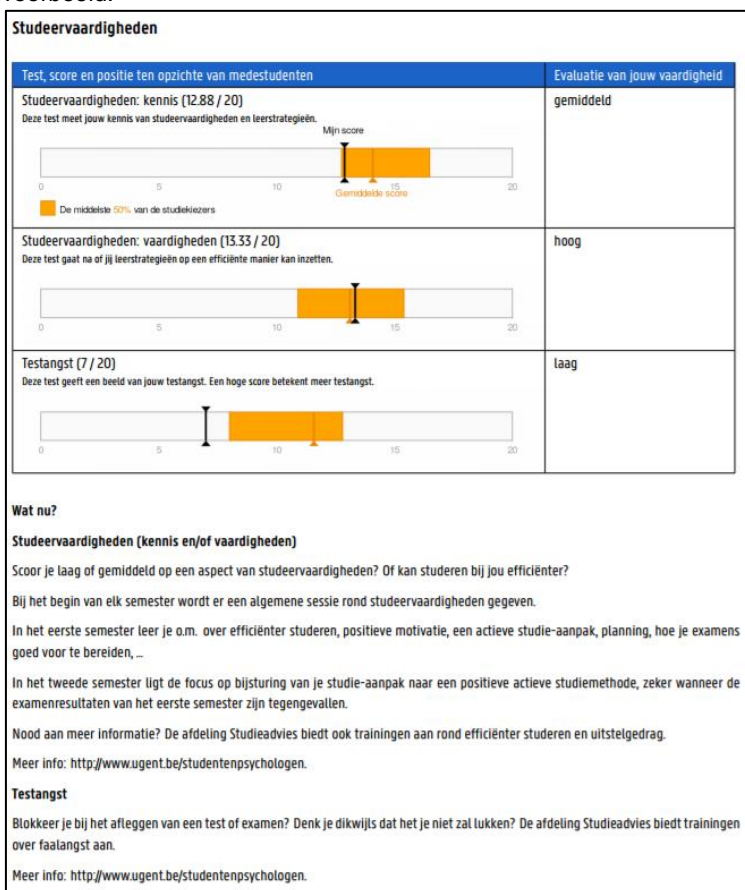 Studeervaardigheden
Test, score en positie ten opzichte van medestudenten
Evaluatie van jouw vaardigheid
Studeervaardigheden: kennis (12.88 / 20)
gemiddeld
Deze test meet jouw kennis van studeervaardigheden en leerstrategieën.
Mijn score
0 5 10 15 20
Gemiddelde score
De middelste 50% van de studiekiezers
Studeervaardigheden: vaardigheden (13.33 / 20)
hoog
Deze test gaat na of jij leerstrategieën op een efficiënte manier kan inzetten.
0 5 10 15 20
Testangst (7 / 20)
laag
Deze test geeft een beeld van jouw testangst. Een hoge score betekent meer testangst.
0 5 10 15 20
Wat nu?
Studeervaardigheden (kennis en/of vaardigheden)
Scoor je laag of gemiddeld op een aspect van studeervaardigheden? Of kan studeren bij jou efficiënter?
Bij het begin van elk semester wordt er een algemene sessie rond studeervaardigheden gegeven.
In het eerste semester leer je o.m. over efficiënter studeren, positieve motivatie, een actieve studie-aanpak, planning, hoe je examens
goed voor te bereiden, ...
In het tweede semester ligt de focus op bijsturing van je studie-aanpak naar een positieve actieve studiemethode, zeker wanneer de
examenresultaten van het eerste semester zijn tegengevallen.
Nood aan meer informatie? De afdeling Studieadvies biedt ook trainingen aan rond efficiënter studeren en uitstelgedrag.
Meer info: http://www.ugent.be/studentenpsychologen.
Testangst
Blokkeer je bij het afleggen van een test of examen? Denk je dikwijls dat het je niet zal lukken? De afdeling Studieadvies biedt trainingen
over faalangst aan.
Meer info: http://www.ugent.be/studentenpsychologen.